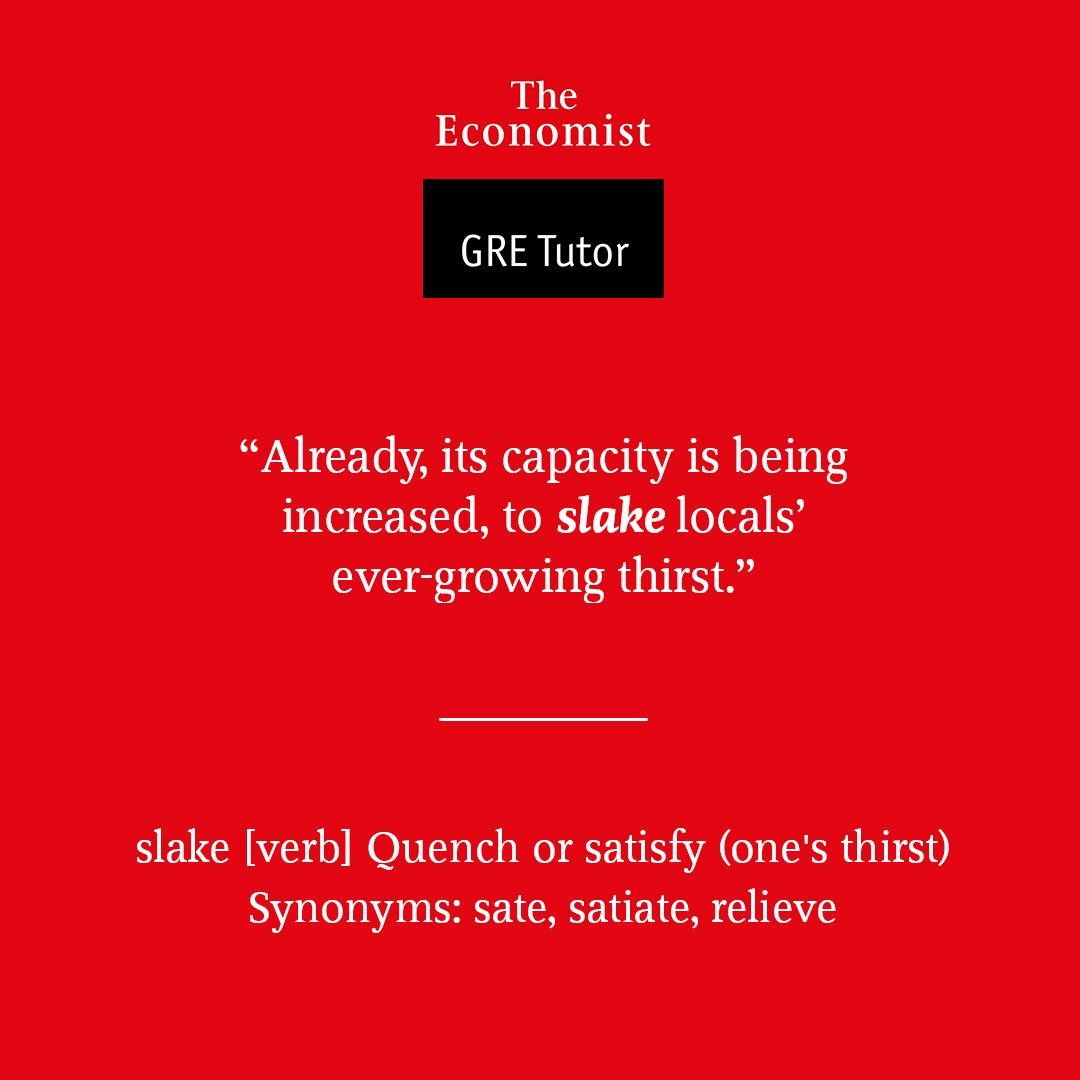 The
Economist
GRE Tutor
“Already, its capacity is being
increased, to slake locals’
ever-growing thirst.”
slake [verb] Quench or satisfy (one's thirst)
Synonyms: sate, satiate, relieve